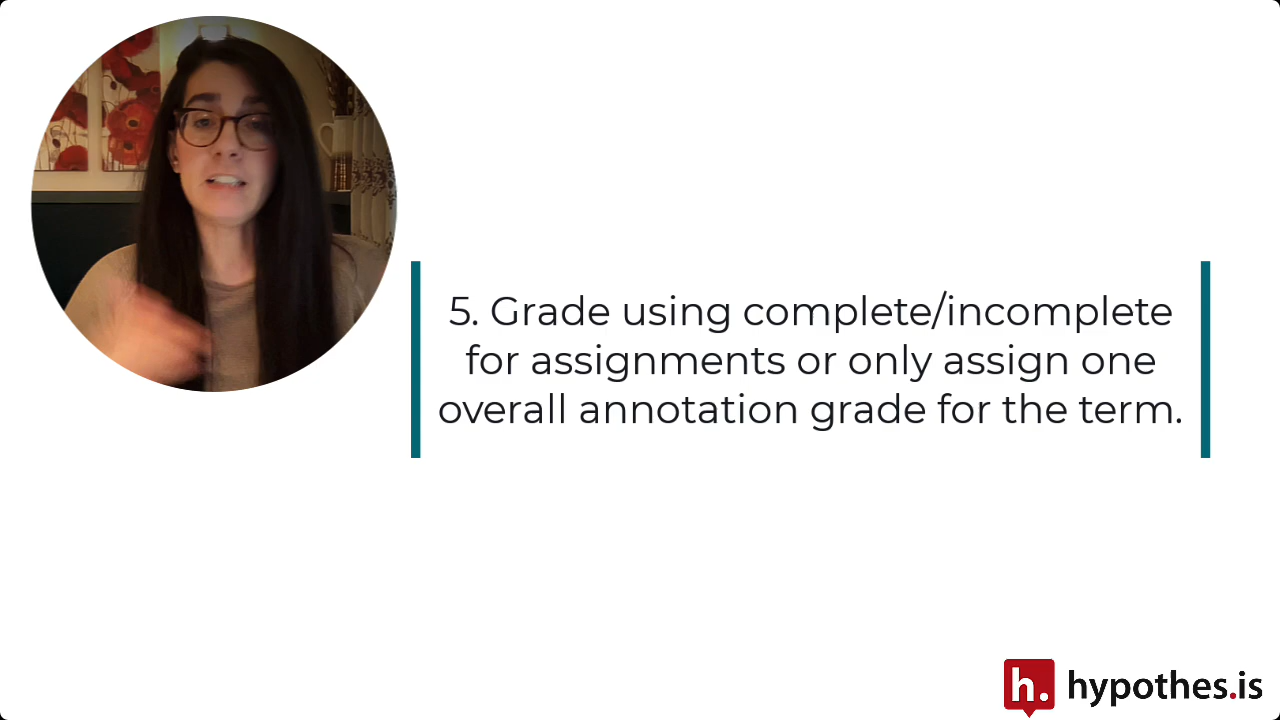 5. Grade using complete/incomplete
for assignments or only assign one
overall annotation grade for the term.
h. hypothes.is